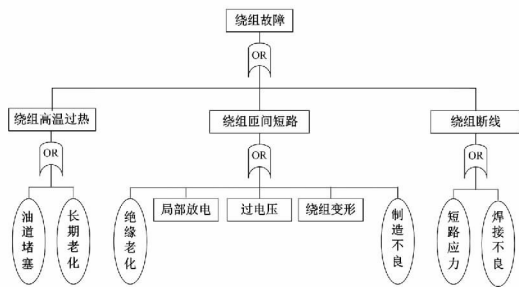 绕组故障
OR
绕组高温过热
绕组匝间短路
绕组断线
OR
OR
OR
油道堵塞
长期老化
绝缘老化
局部放电
过电压
绕组变形
制造不良
短路应力
焊接不良